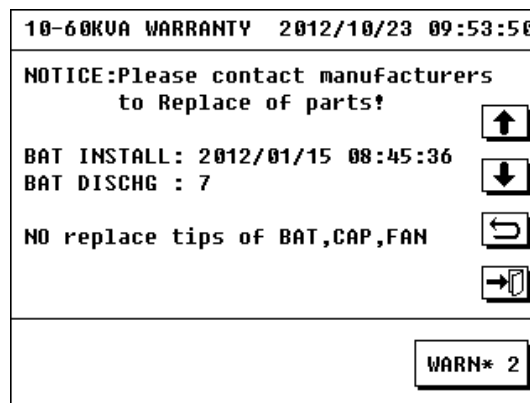 10-60KVA WARRANTY 2012/10/23 09:53:50
NOTICE:Please contact manufacturers
to Replace of parts!
BAT INSTALL: 2012/01/15 08:45:36
BAT DISCHG : 7
NO replace tips of BAT,CAP,FAN
WARN* 2